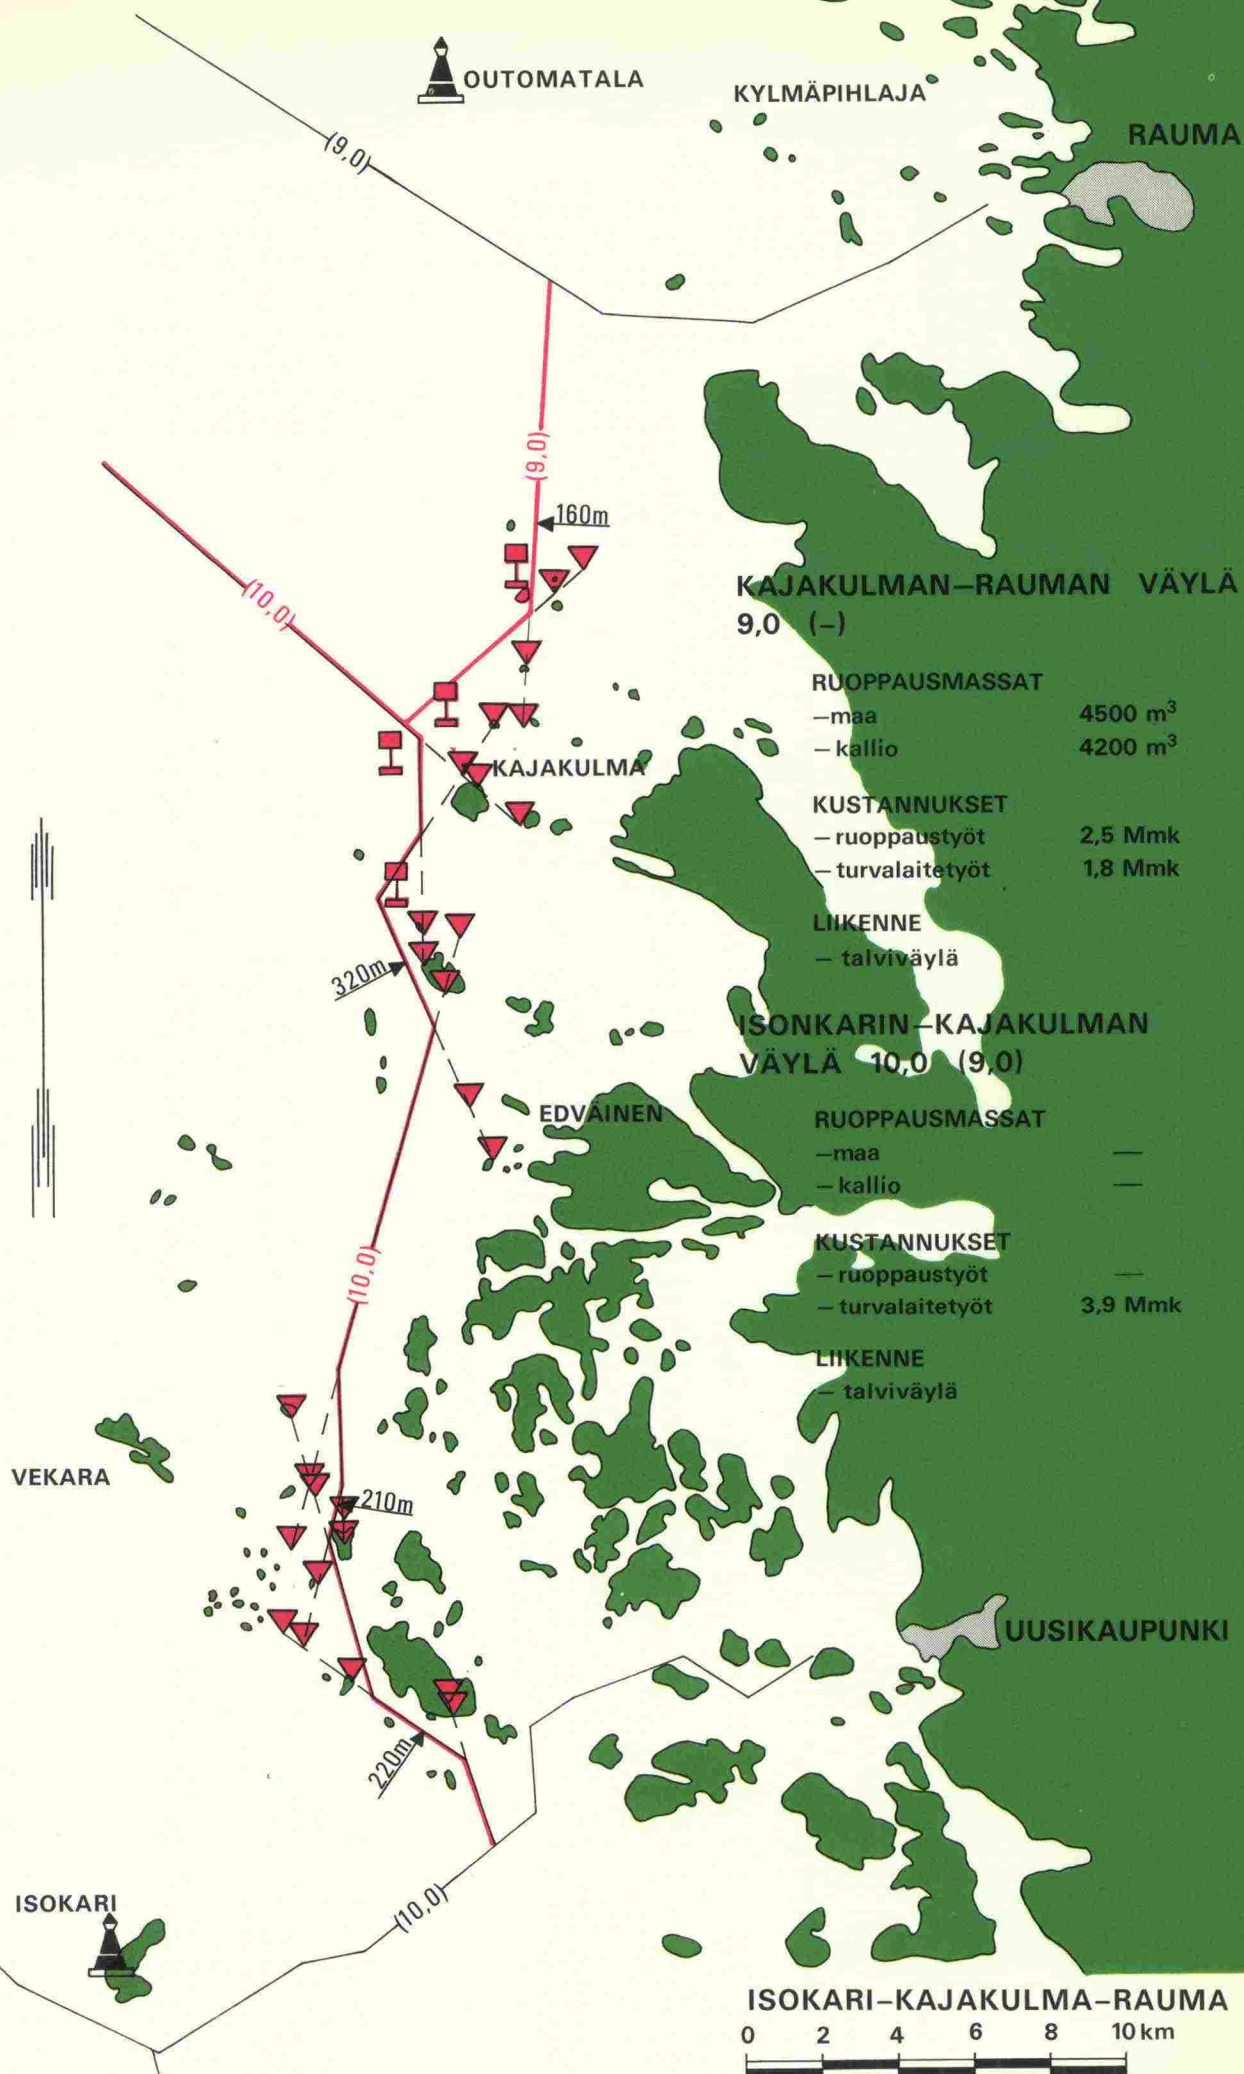 OUTOMATALA
KYLMÄPIHLAJA
RAUMA
(9,0)
(9,0)
160m
(10,0)
KAJAKULMAN–RAUMAN VÄYLÄ
9,0 (–)
RUOPPAUSMASSAT
–maa 4500 m³
–kallio 4200 m³
KUSTANNUKSET
–ruoppaustyöt 2,5 Mmk
–turvalaitetyöt 1,8 Mmk
LIIKENNE
– talviväylä
KAJAKULMA
320m
ISONKARIN–KAJAKULMAN
VÄYLÄ 10,0 (9,0)
RUOPPAUSMASSAT
–maa —
–kallio —
KUSTANNUKSET
–ruoppaustyöt —
–turvalaitetyöt 3,9 Mmk
LIIKENNE
– talviväylä
EDVÄINEN
(10,0)
VEKARA
210m
UUSIKAUPUNKI
220m
ISOKARI
(10,0)
ISOKARI–KAJAKULMA–RAUMA
0 2 4 6 8 10 km